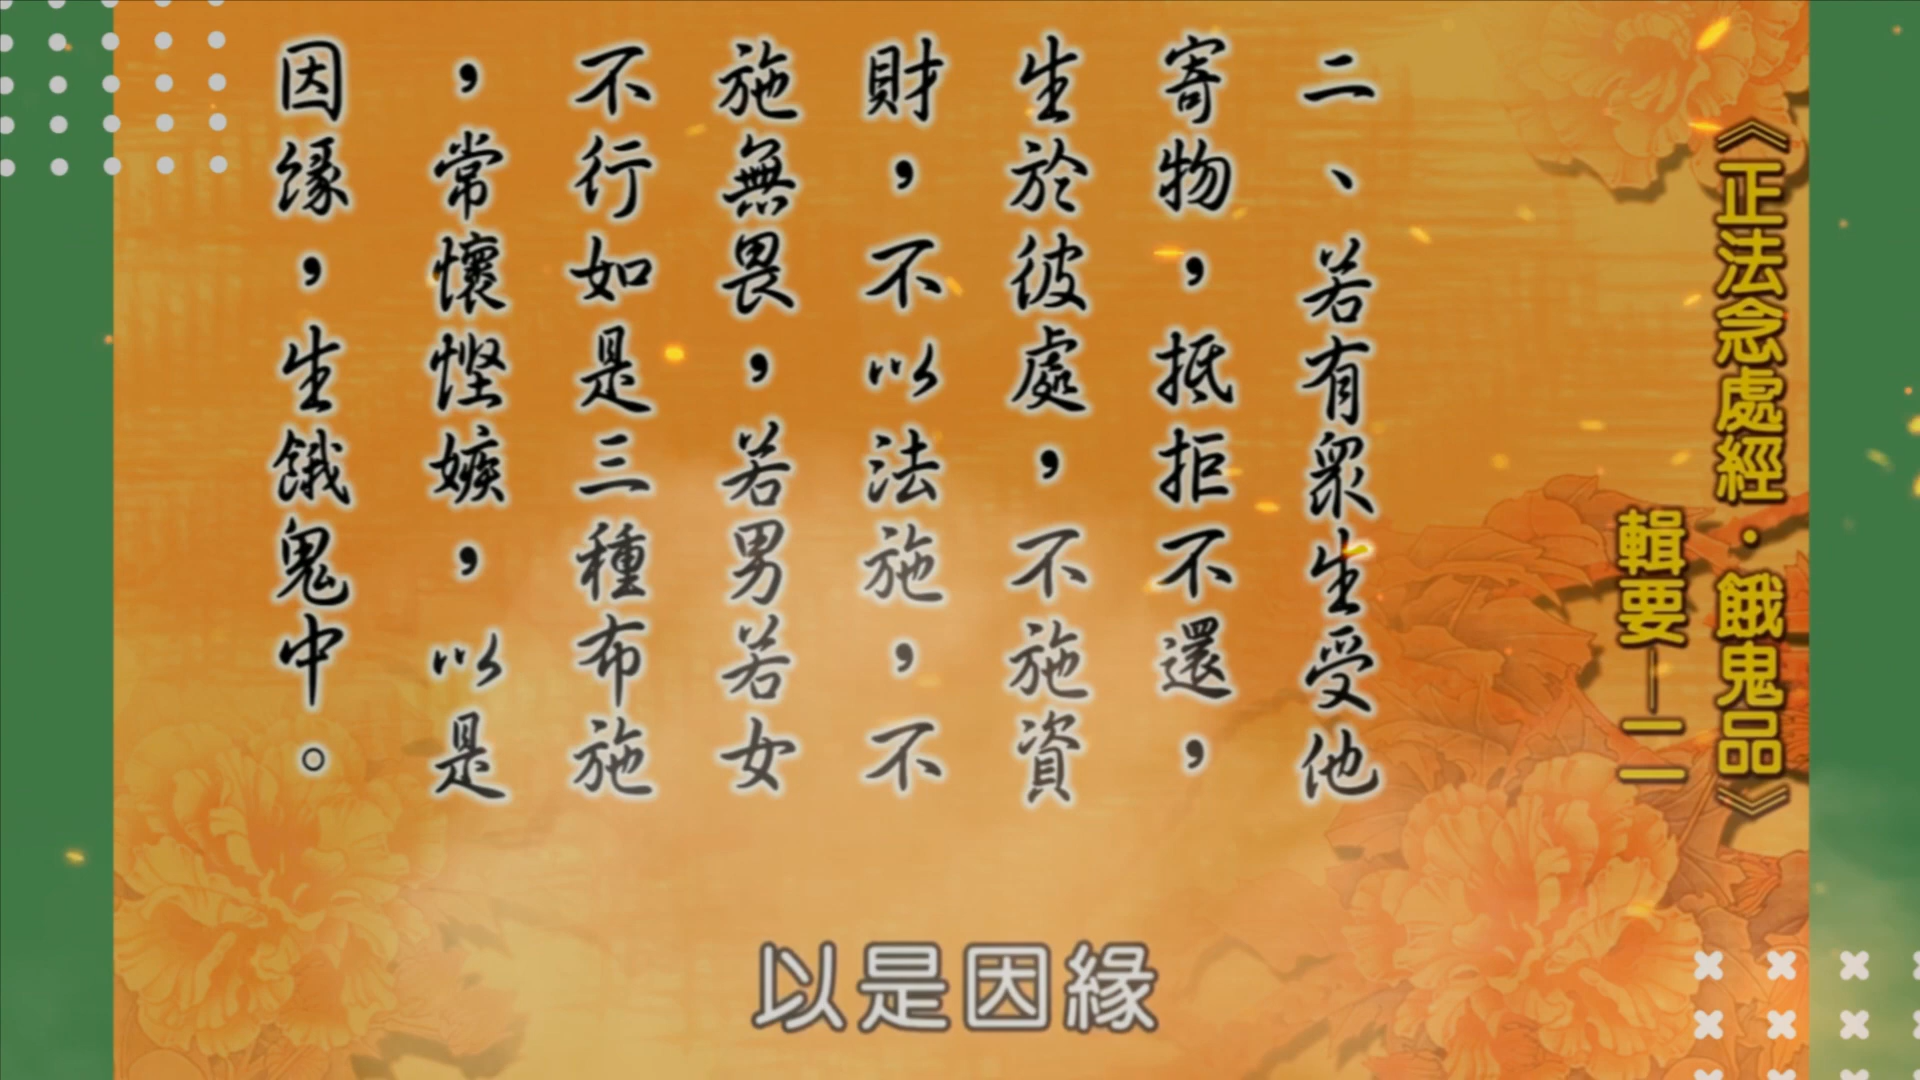 《正法念處經．餓鬼品》
輯要—二
二、若有眾生受他
寄物，抵拒不還，
生於彼處，不施資
財，不以法施，不
施無畏，若男若女
不行如是三種布施
，常懷慳嫉，以是
因緣，生餓鬼中。
以是因緣